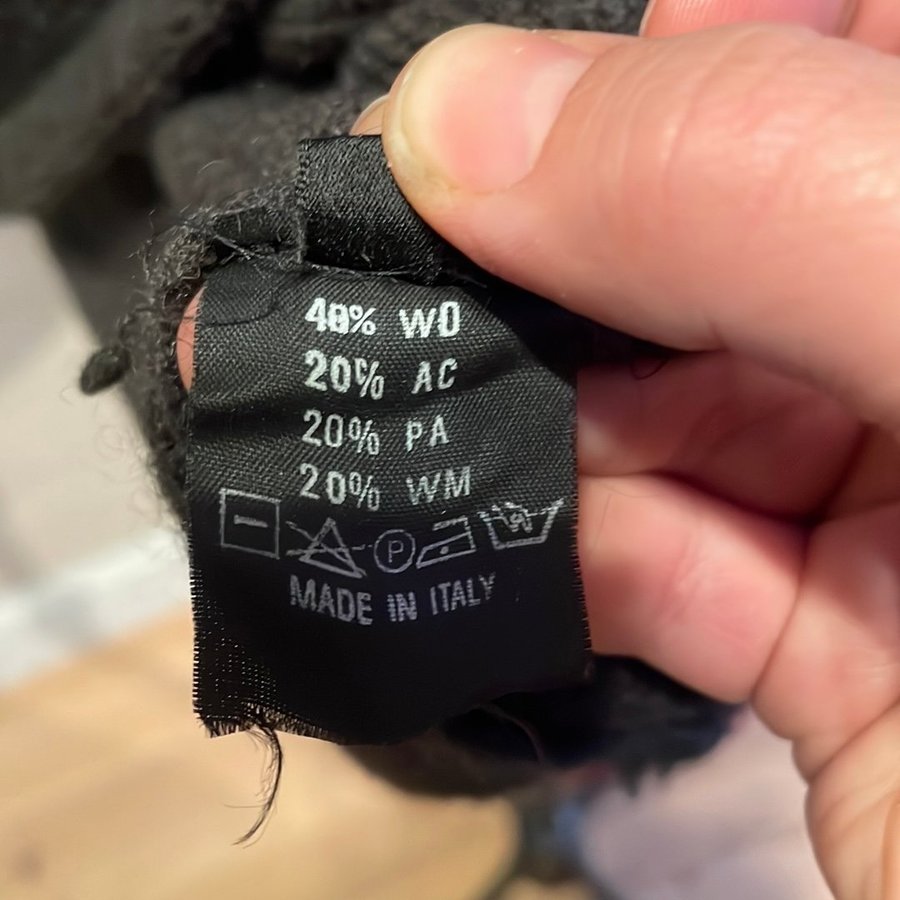 40% WO
20% AC
20% PA
20% WM
P
MADE IN ITALY